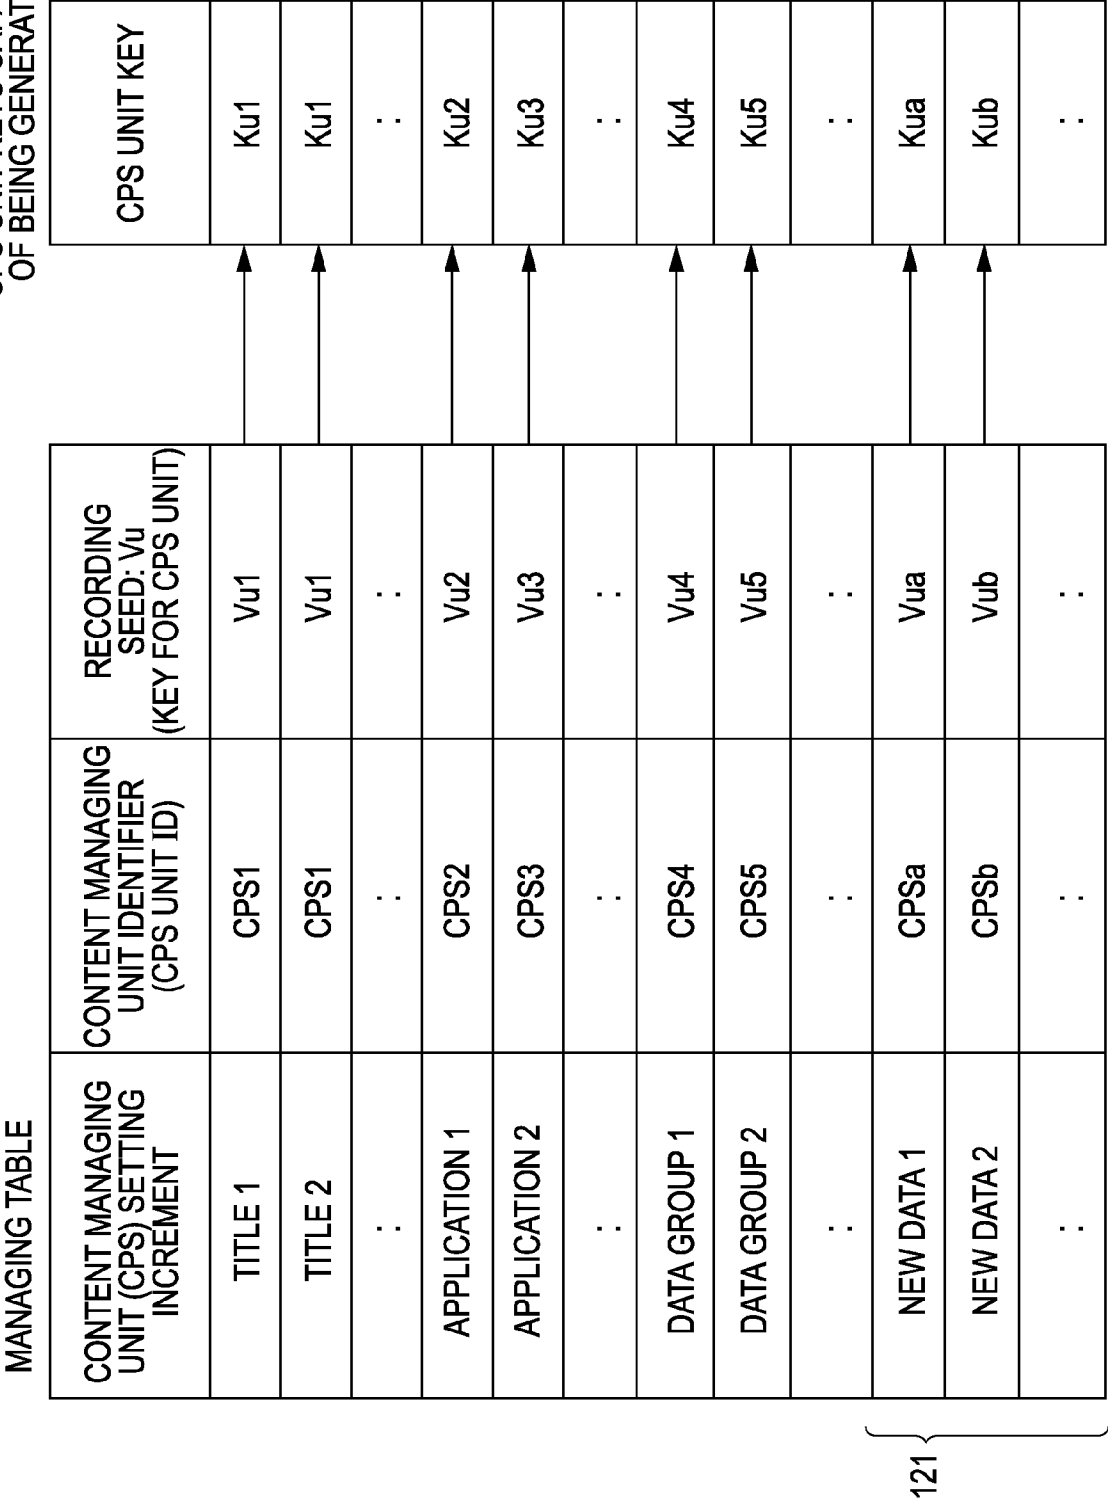 MANAGING TABLE
OF BEING GENERAT
CONTENT MANAGING
UNIT (CPS) SETTING
INCREMENT
CONTENT MANAGING
UNIT IDENTIFIER
(CPS UNIT ID)
RECORDING
SEED: Vu
(KEY FOR CPS UNIT)
CPS UNIT KEY
TITLE 1 CPS1 Vu1 Ku1
TITLE 2 CPS1 Vu1 Ku1
: : : :
APPLICATION 1 CPS2 Vu2 Ku2
APPLICATION 2 CPS3 Vu3 Ku3
: : : :
DATA GROUP 1 CPS4 Vu4 Ku4
DATA GROUP 2 CPS5 Vu5 Ku5
: : : :
121
NEW DATA 1 CPSa Vua Kua
NEW DATA 2 CPSb Vub Kub
: : : :